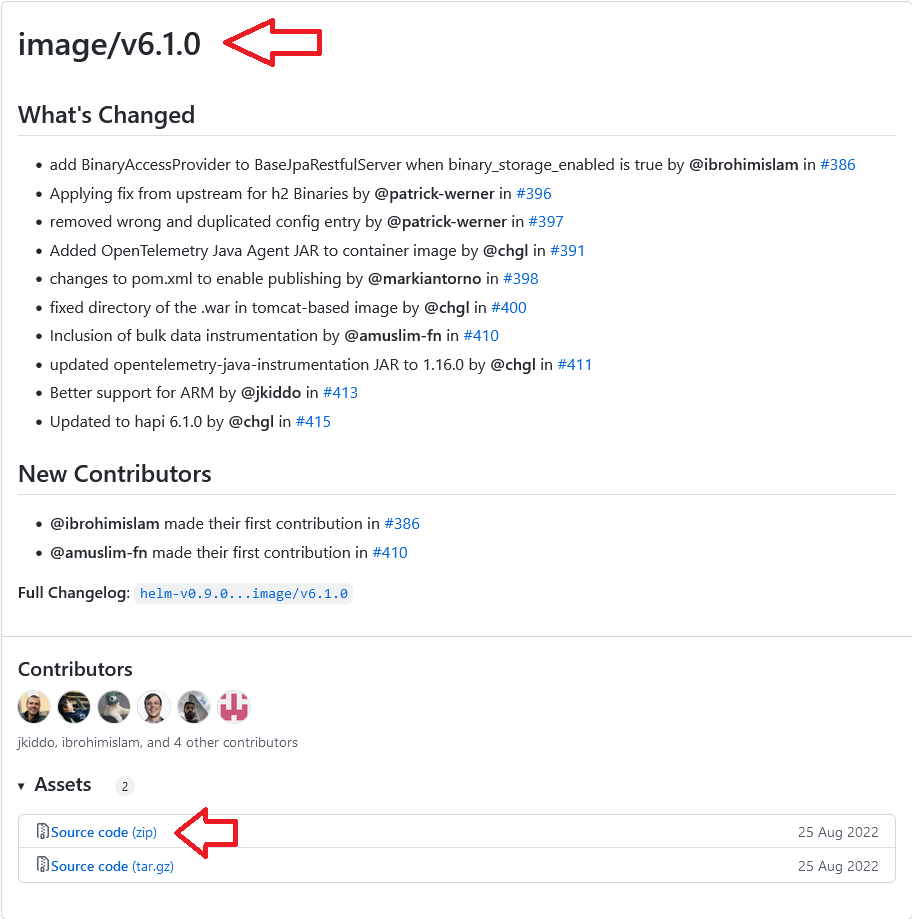 image/v6.1.0
What's Changed
• add BinaryAccessProvider to BaseJpaRestfulServer when binary_storage_enabled is true by @ibrohimislam in #386
• Applying fix from upstream for h2 Binaries by @patrick-werner in #396
• removed wrong and duplicated config entry by @patrick-werner in #397
• Added OpenTelemetry Java Agent JAR to container image by @chgl in #391
• changes to pom.xml to enable publishing by @markiantorno in #398
• fixed directory of the .war in tomcat-based image by @chgl in #400
• Inclusion of bulk data instrumentation by @amuslim-fn in #410
• updated opentelemetry-java-instrumentation JAR to 1.16.0 by @chgl in #411
• Better support for ARM by @jkiddo in #413
• Updated to hapi 6.1.0 by @chgl in #415
New Contributors
• @ibrohimislam made their first contribution in #386
• @amuslim-fn made their first contribution in #410
Full Changelog: helm-v0.9.0...image/v6.1.0
Contributors
jkiddo, ibrohimislam, and 4 other contributors
▾ Assets 2
Source code (zip) 25 Aug 2022
Source code (tar.gz) 25 Aug 2022